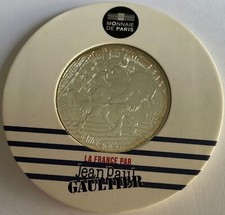 MONNAIE
DE PARIS
LA FRANCE PAR
Jean Paul
GAULTIER